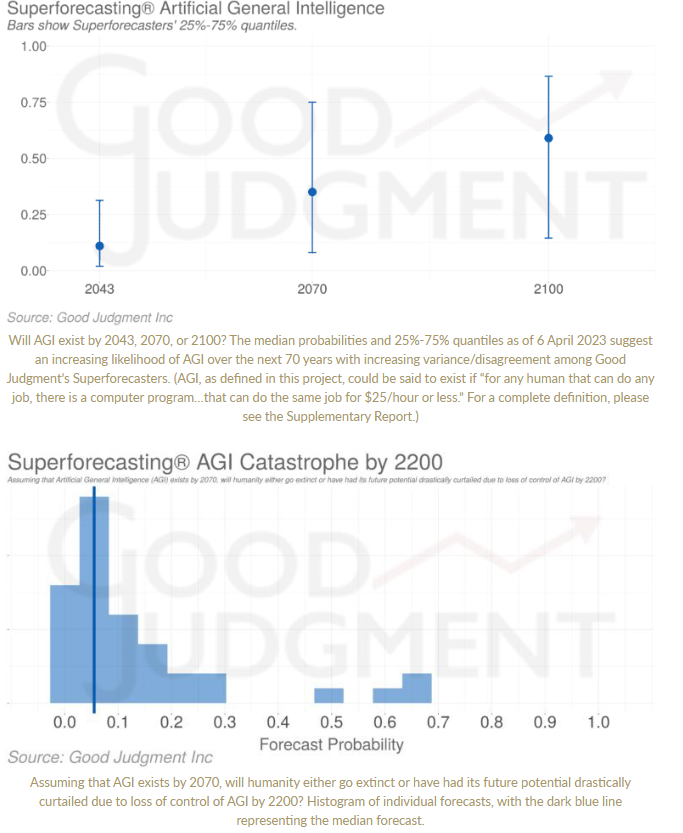 Superforecasting® Artificial General Intelligence
Bars show Superforecasters' 25%-75% quantiles.
1.00
0.75
0.50
0.25
0.00
GOOD
JUDGMENT
2043 2070 2100
Source: Good Judgment Inc
Will AGI exist by 2043, 2070, or 2100? The median probabilities and 25%-75% quantiles as of 6 April 2023 suggest
an increasing likelihood of AGI over the next 70 years with increasing variance/disagreement among Good
Judgment's Superforecasters. (AGI, as defined in this project, could be said to exist if "for any human that can do any
job, there is a computer program...that can do the same job for $25/hour or less." For a complete definition, please
see the Supplementary Report.)
Superforecasting® AGI Catastrophe by 2200
Assuming that Artificial General Intelligence (AGI) exists by 2070, will humanity either go extinct or have had its future potential drastically curtailed due to loss of control of AGI by 2200?
GOOD
JUDGMENT
0.0 0.1 0.2 0.3 0.4 0.5 0.6 0.7 0.8 0.9 1.0
Forecast Probability
Source: Good Judgment Inc
Assuming that AGI exists by 2070, will humanity either go extinct or have had its future potential drastically
curtailed due to loss of control of AGI by 2200? Histogram of individual forecasts, with the dark blue line
representing the median forecast.